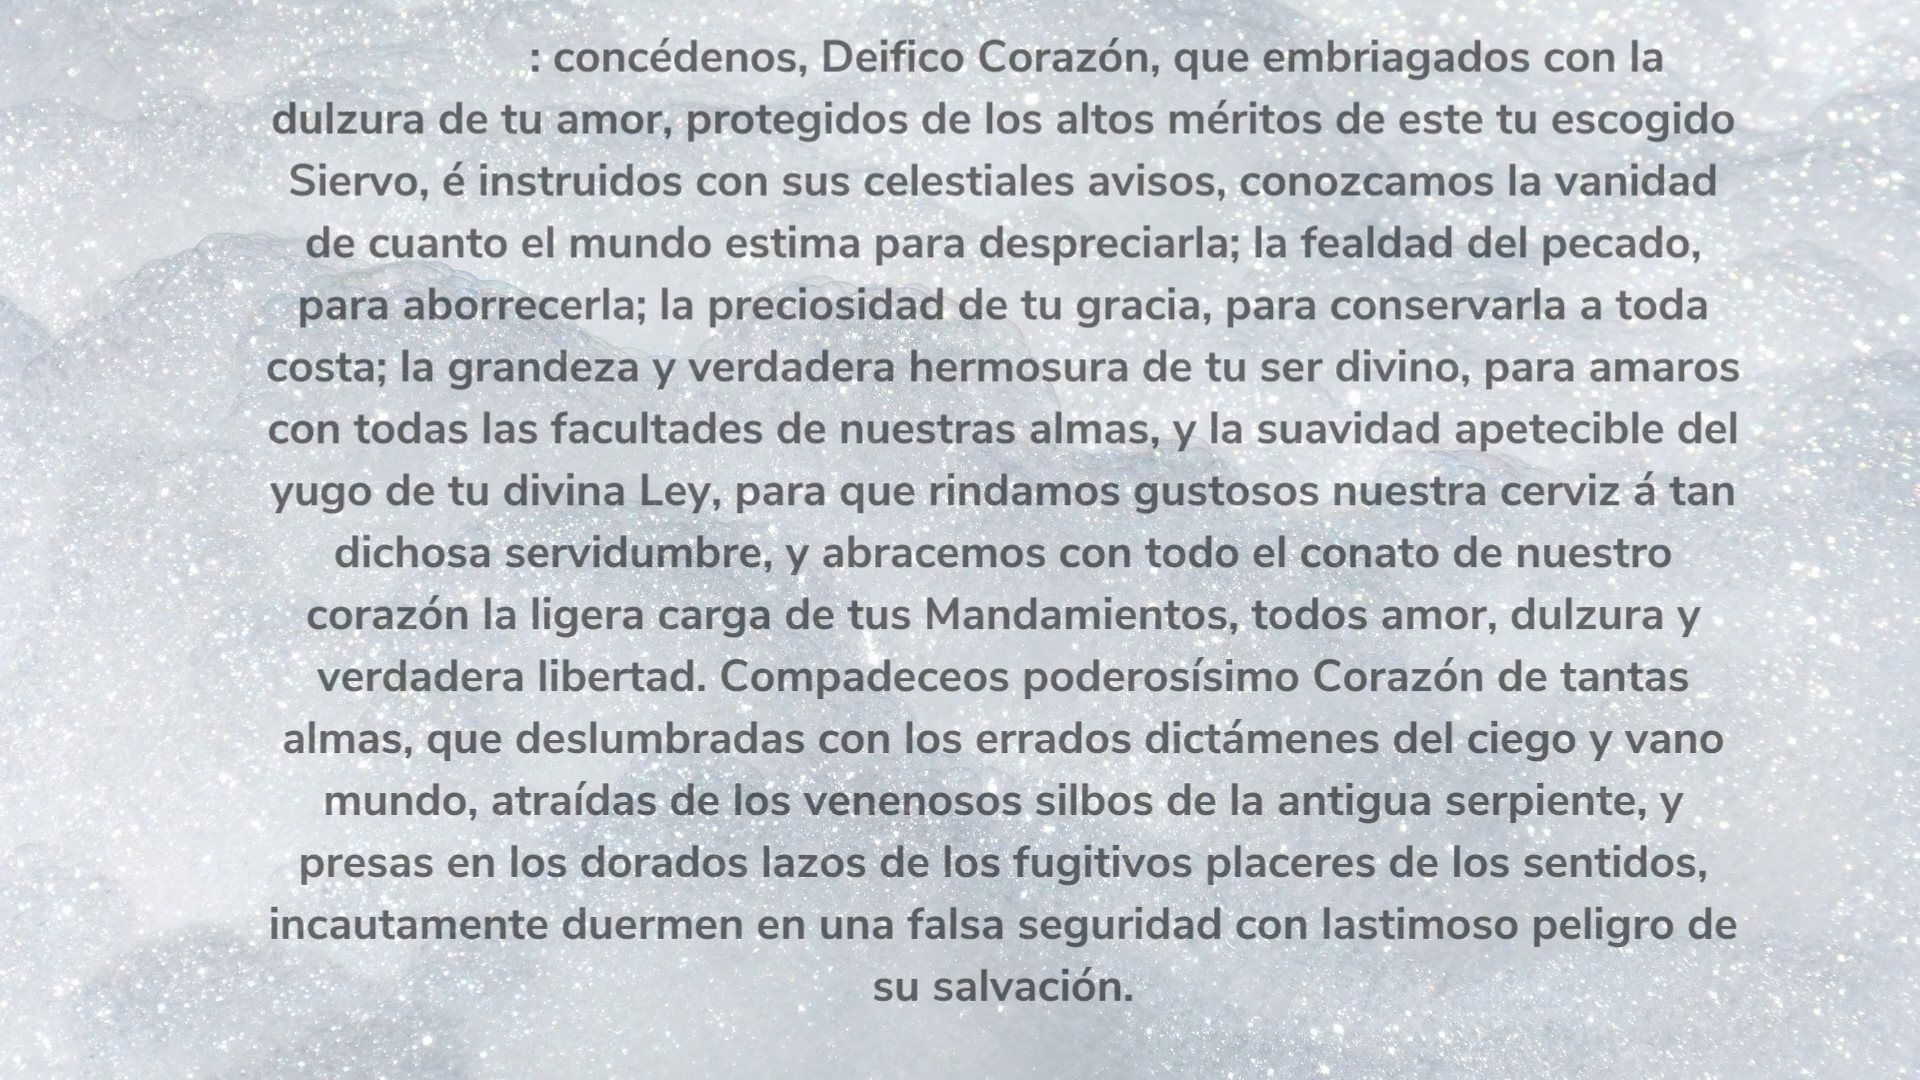 : concédenos, Deifico Corazón, que embriagados con la
dulzura de tu amor, protegidos de los altos méritos de este tu escogido
Siervo, é instruidos con sus celestiales avisos, conozcamos la vanidad
de cuanto el mundo estima para despreciarla; la fealdad del pecado,
para aborrecerla; la preciosidad de tu gracia, para conservarla a toda
costa; la grandeza y verdadera hermosura de tu ser divino, para amaros
con todas las facultades de nuestras almas, y la suavidad apetecible del
yugo de tu divina Ley, para que rindamos gustosos nuestra cerviz á tan
dichosa servidumbre, y abracemos con todo el conato de nuestro
corazón la ligera carga de tus Mandamientos, todos amor, dulzura y
verdadera libertad. Compadeceos poderosísimo Corazón de tantas
almas, que deslumbradas con los errados dictámenes del ciego y vano
mundo, atraídas de los venenosos silbos de la antigua serpiente, y
presas en los dorados lazos de los fugitivos placeres de los sentidos,
incautamente duermen en una falsa seguridad con lastimoso peligro de
su salvación.